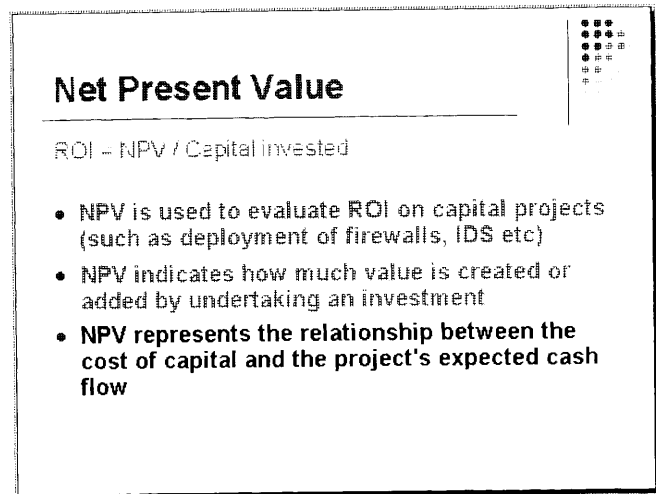 Net Present Value
ROI – NPV / Capital invested
• NPV is used to evaluate ROI on capital projects
(such as deployment of firewalls, IDS etc)
• NPV indicates how much value is created or
added by undertaking an investment
• NPV represents the relationship between the
cost of capital and the project's expected cash
flow